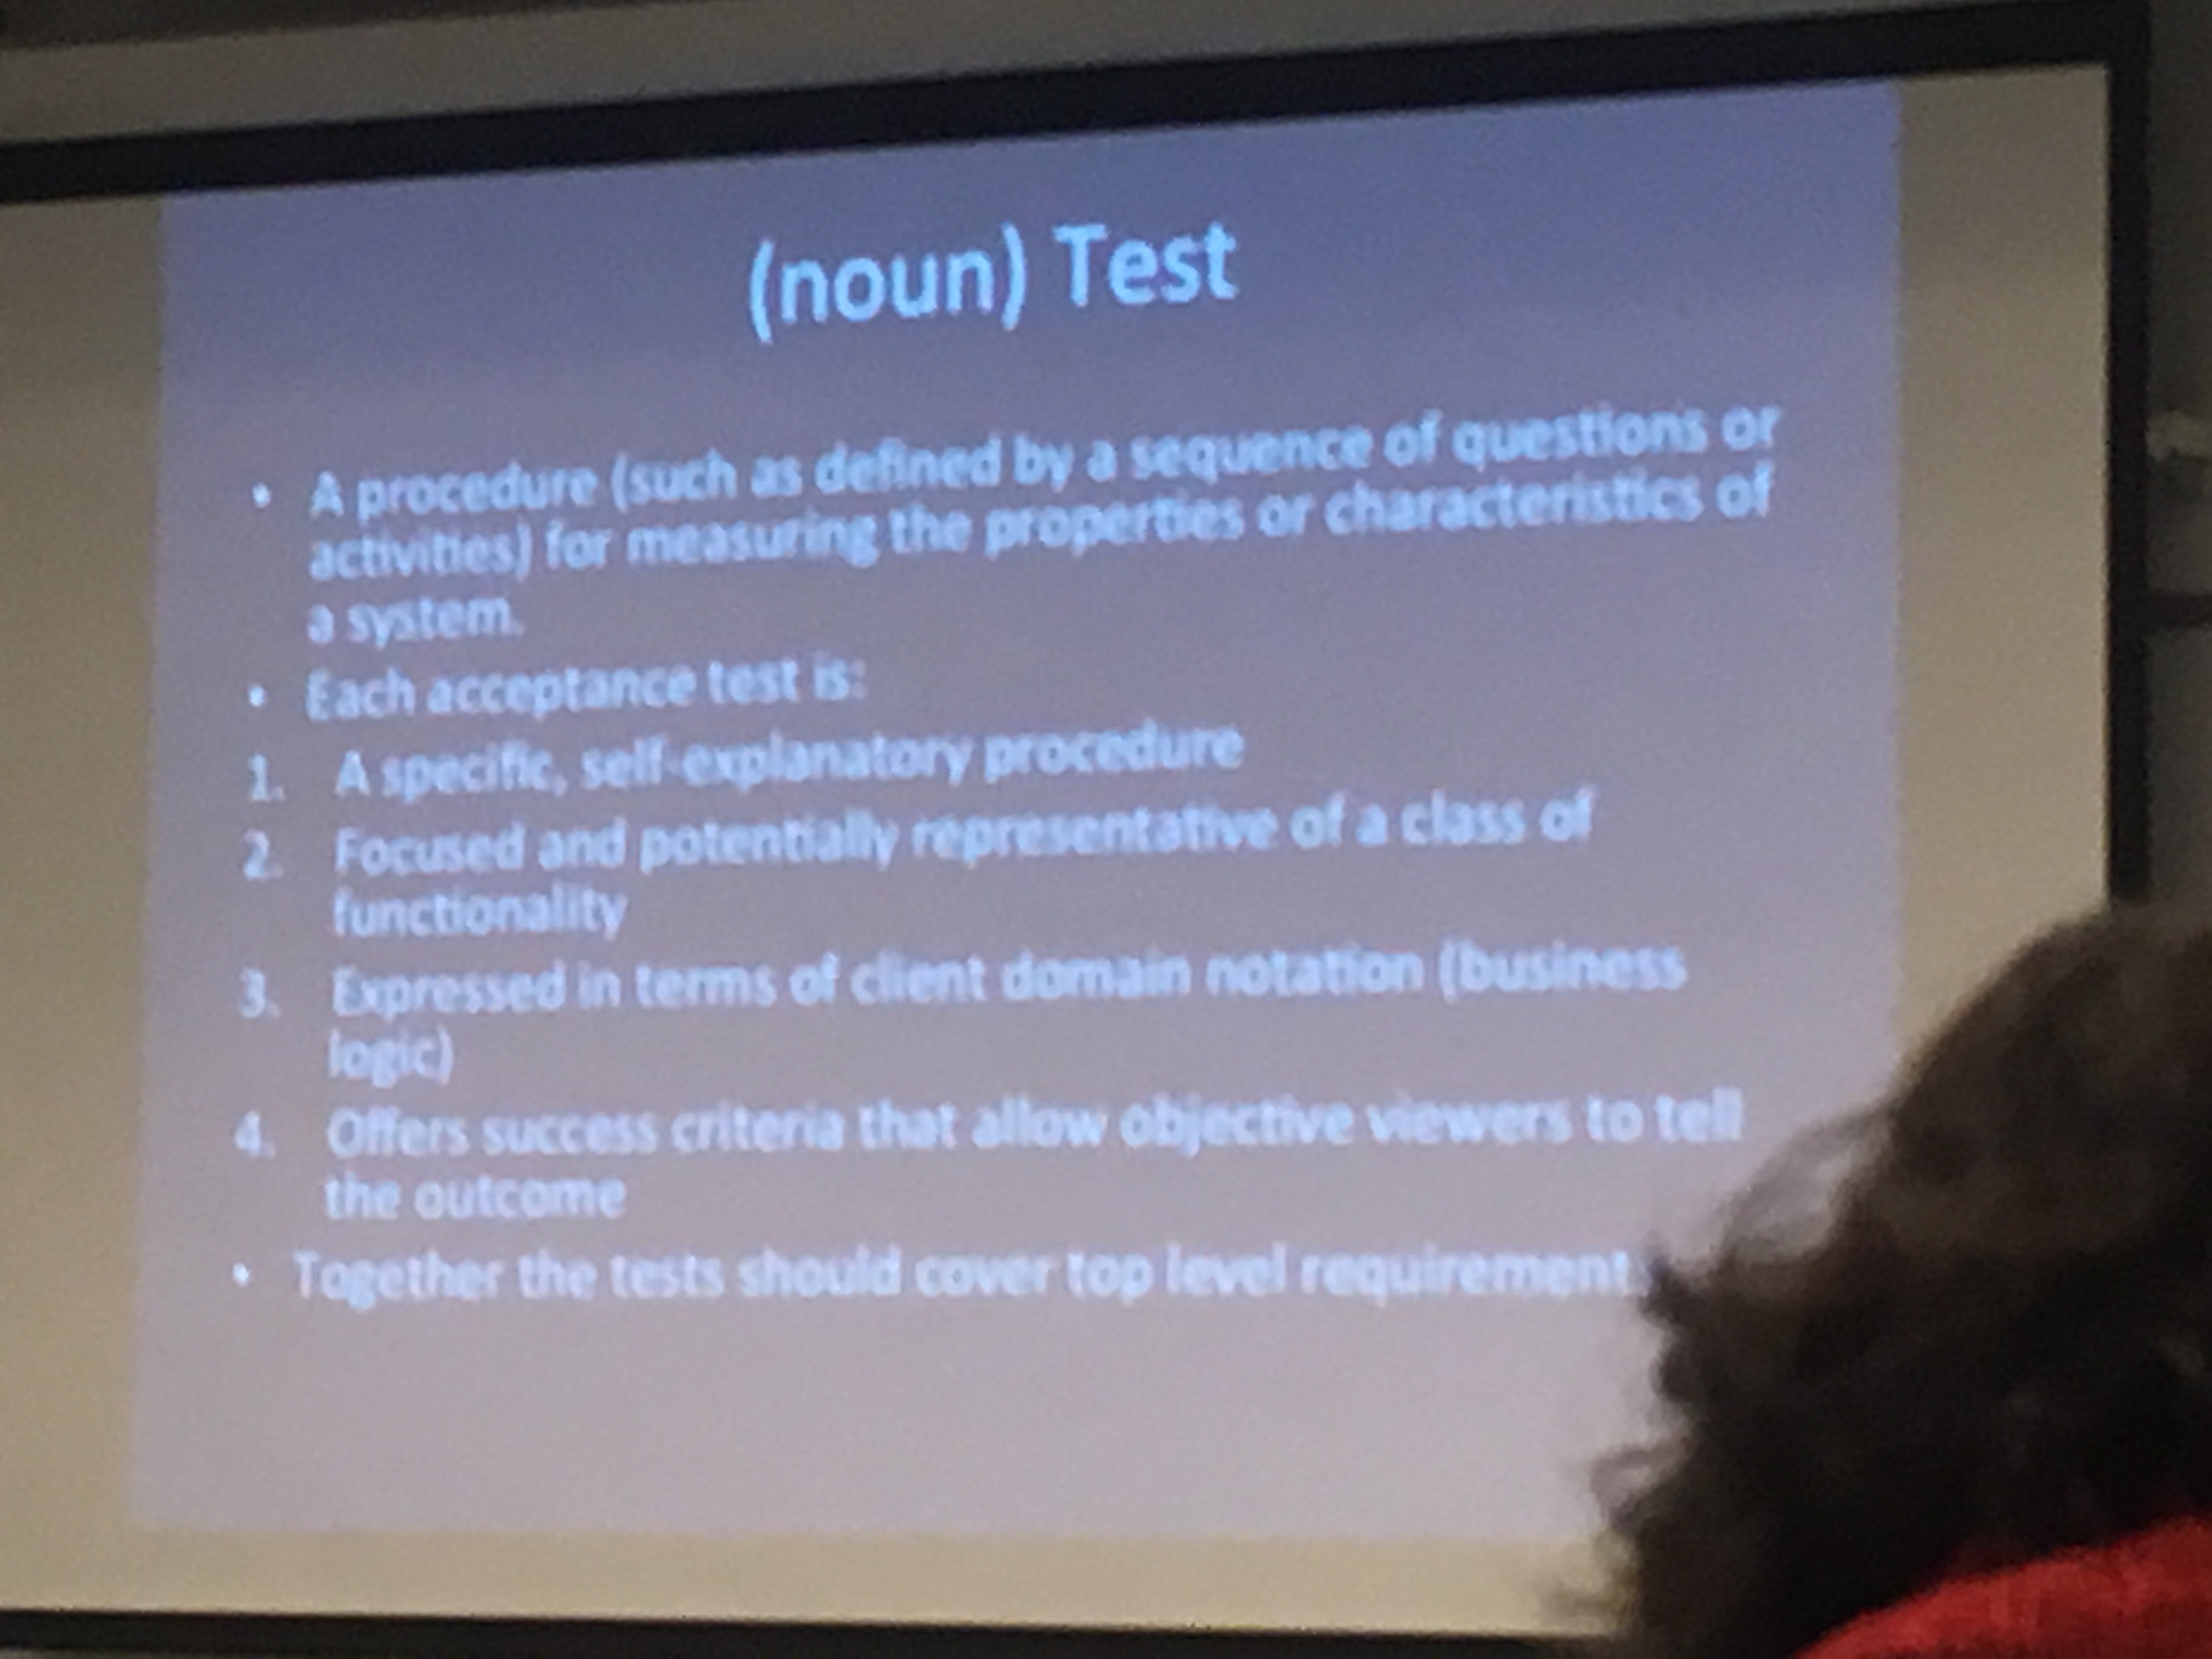 (noun) Test
• A procedure (such as defined by a sequence of questions or
activities) for measuring the properties or characteristics of
a system.
• Each acceptance test is:
1. A specific, self-explanatory procedure
2. Focused and potentially representative of a class of
functionality
3. Expressed in terms of client domain notation (business
logic)
4. Offers success criteria that allow objective viewers to tell
the outcome
• Together the tests should cover top level requirement